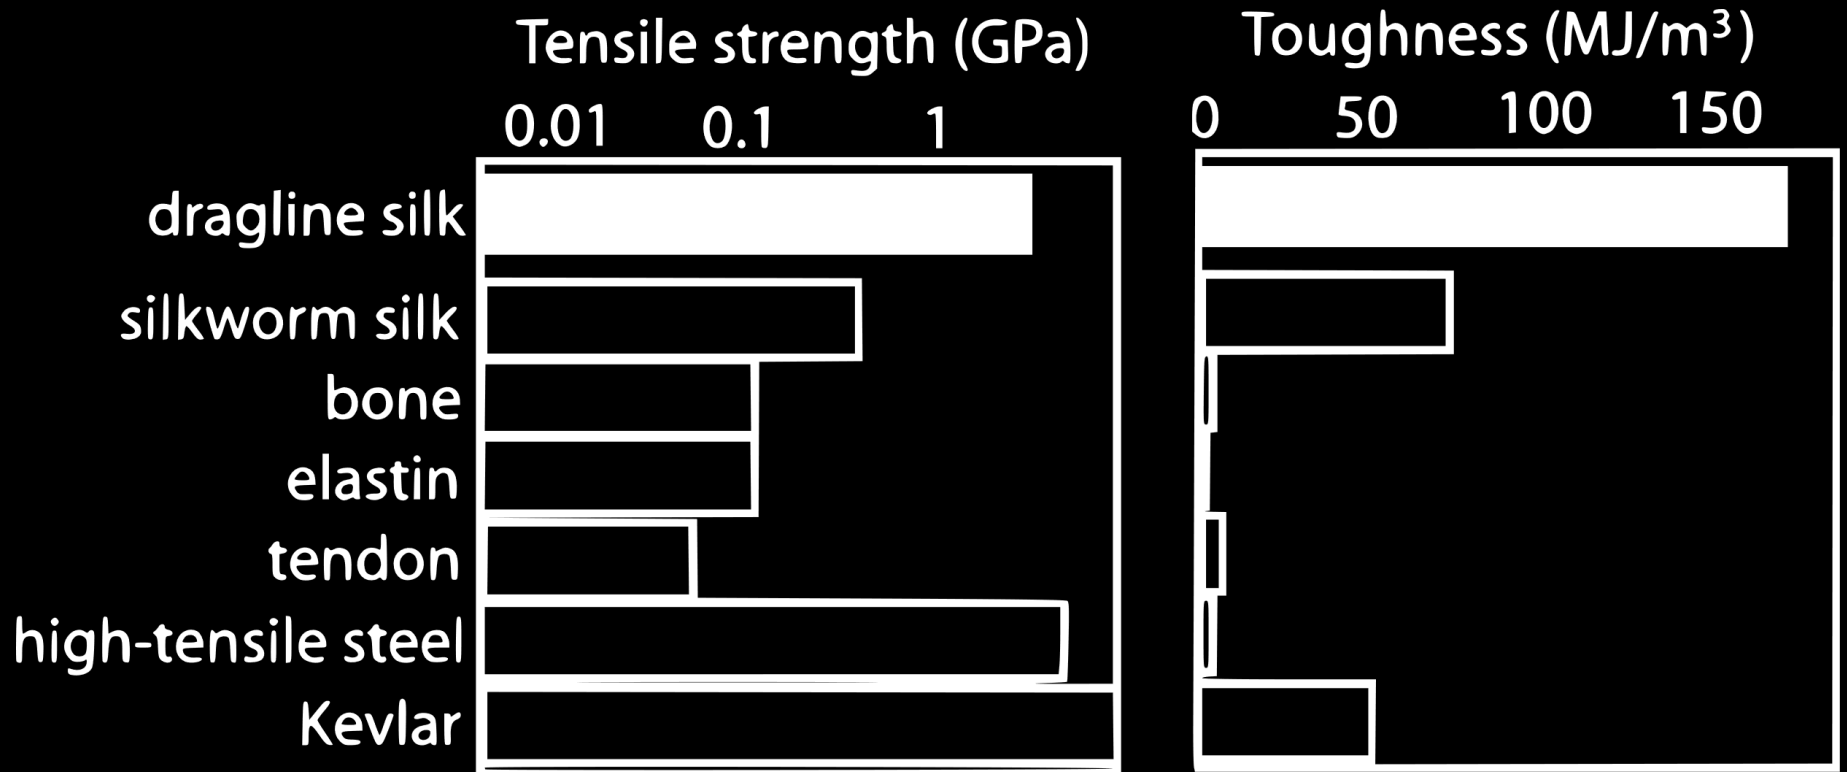 Tensile strength (GPa)
Toughness (MJ/m³)
0.01 0.1 1
0 50 100 150
dragline silk
silkworm silk
bone
elastin
tendon
high-tensile steel
Kevlar